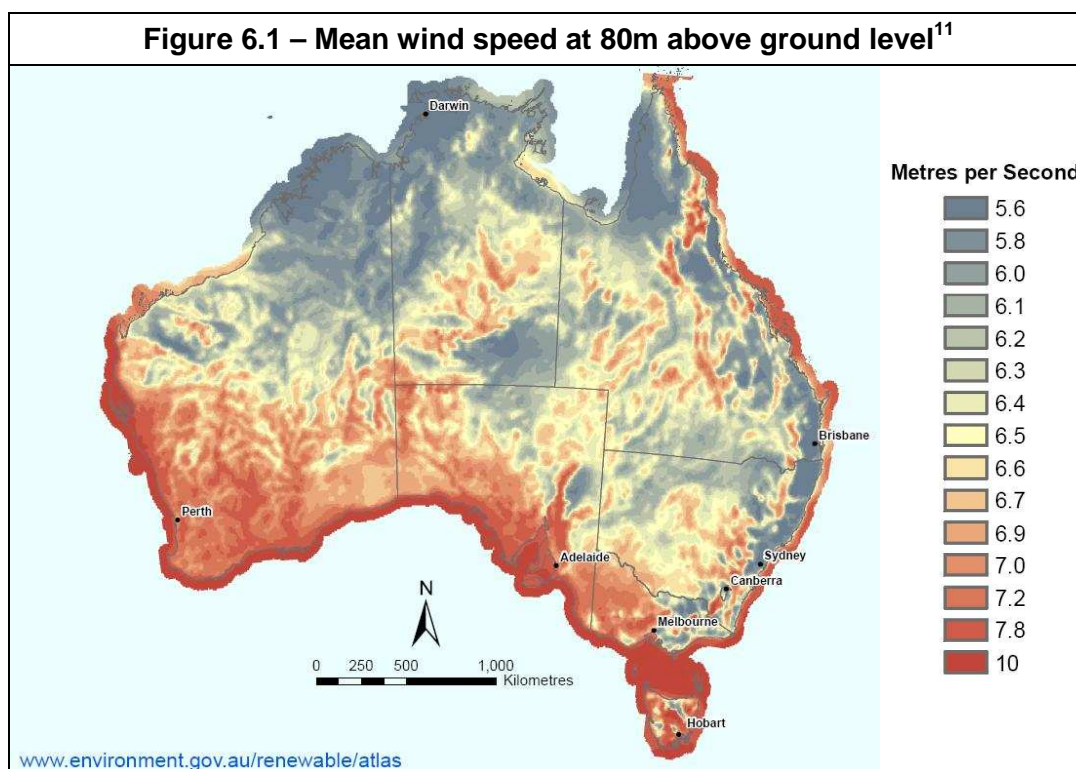 Figure 6.1 – Mean wind speed at 80m above ground level11
Darwin
Metres per Second
5.6
5.8
6.0
6.1
6.2
6.3
6.4
6.5
6.6
6.7
6.9
7.0
7.2
7.8
10
Brisbane
Perth
Adelaide
Sydney
Canberra
N
Melbourne
0 250 500 1,000
Kilometres
Hobart
www.environment.gov.au/renewable/atlas